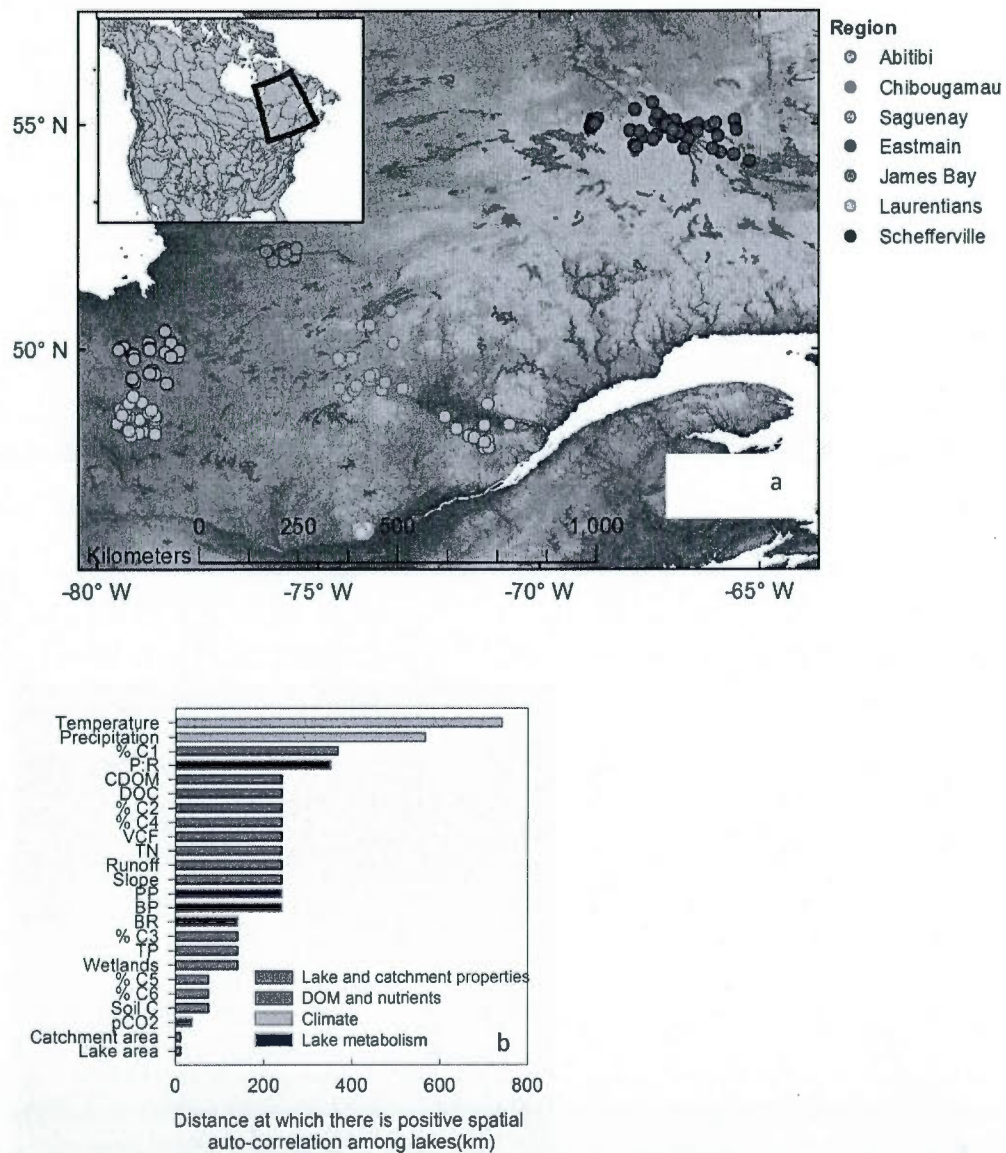 Region
Abitibi
Chibougamau
Saguenay
Eastmain
James Bay
Laurentians
Schefferville
55° N
50° N
a
0 250 500 1 000
Kilometers
-80° W -75° W -70° W -65° W
Temperature
Precipitation
% C1
P:R
CDOM
DOC
% C2
% C4
VCF
TN
Runoff
Slope
PP
BP
BR
% C3
TP
Wetlands
% C5
% C6
Soil C
pCO2
Catchment area
Lake area
Lake and catchment properties
DOM and nutrients
Climate
Lake metabolism
b
0 200 400 600 800
Distance at which there is positive spatial
auto-correlation among lakes(km)